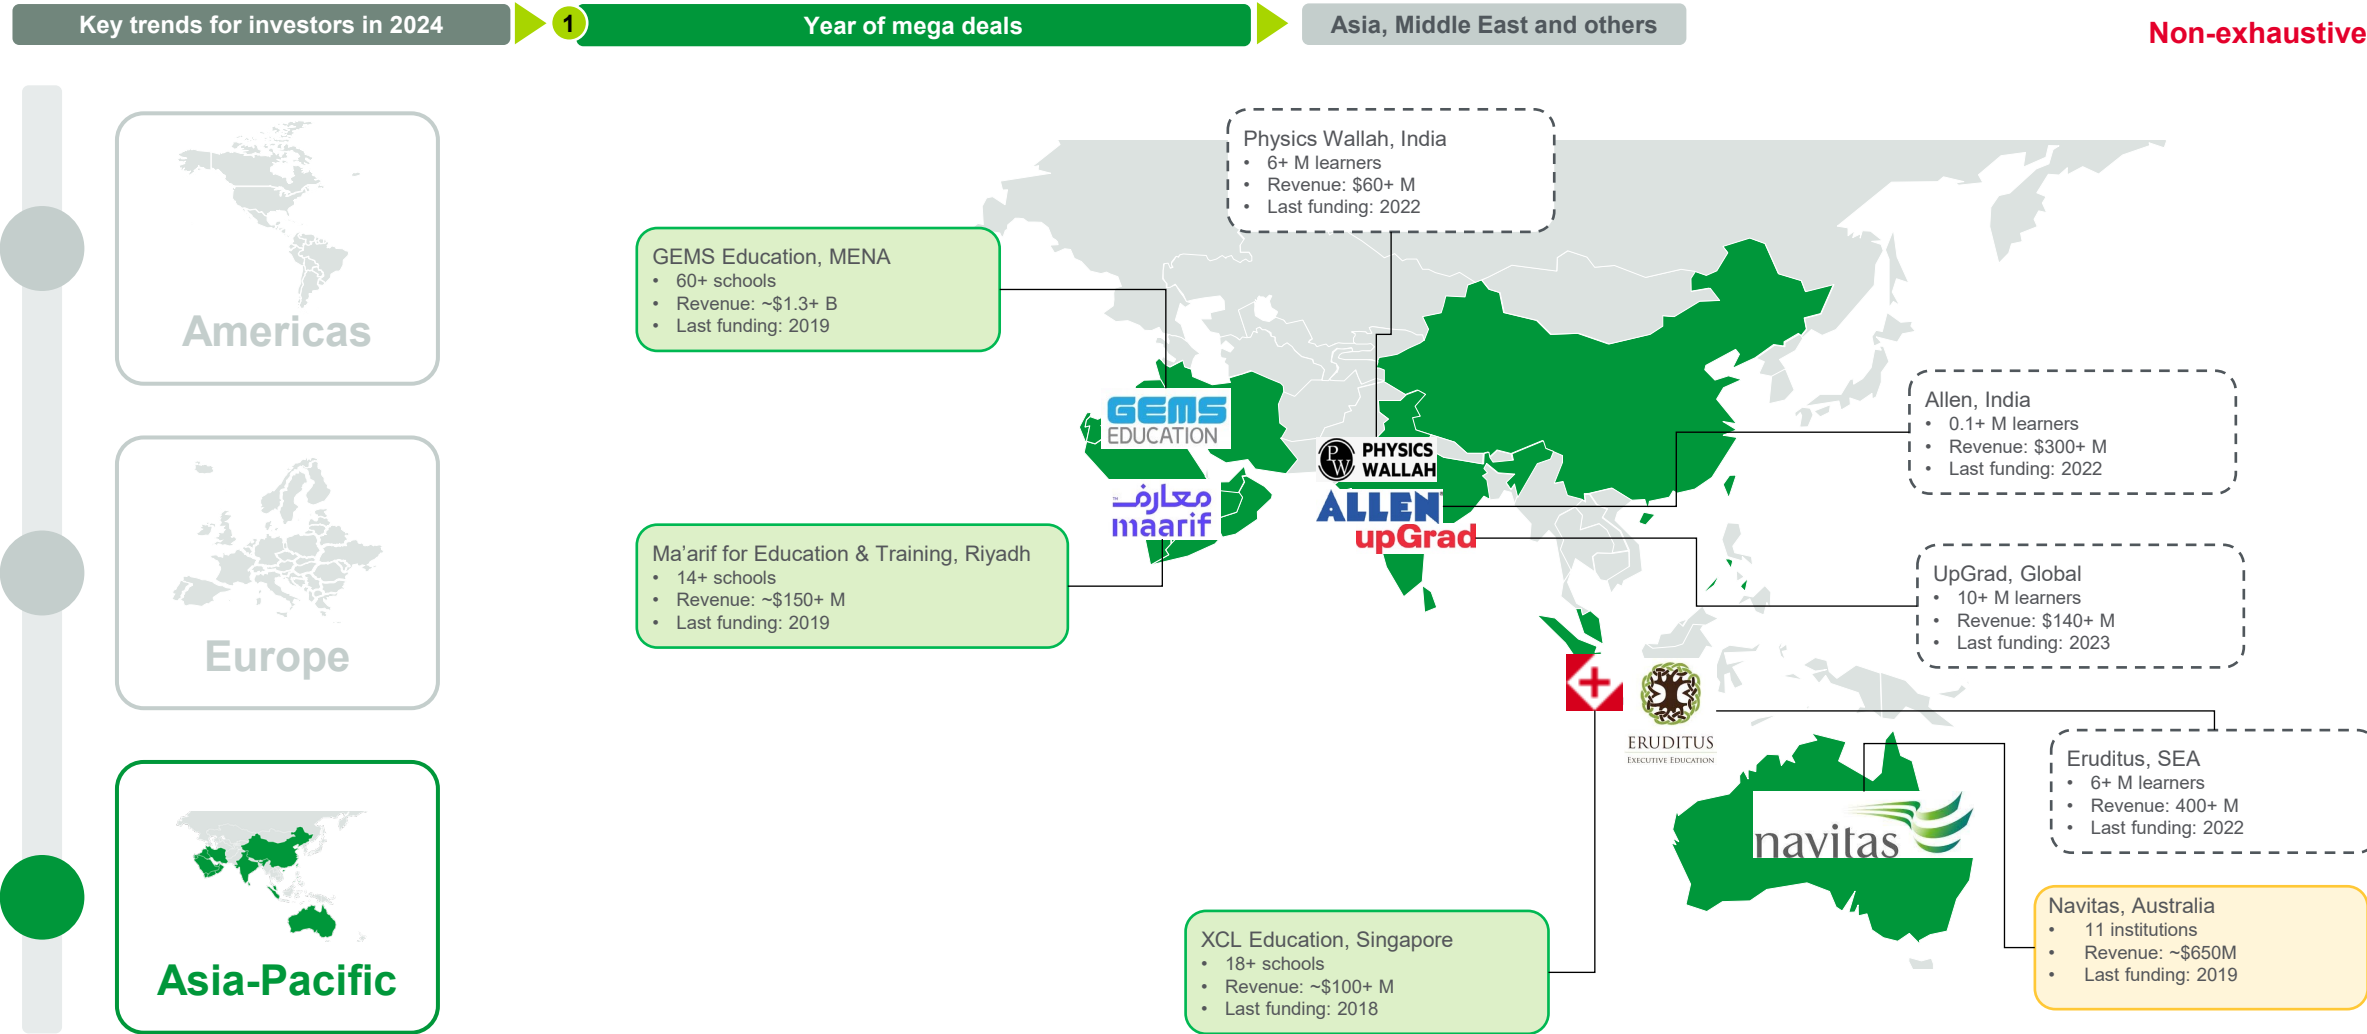 Key trends for investors in 2024
1
Year of mega deals
Asia, Middle East and others
Non-exhaustive
Americas
Europe
Asia-Pacific
Physics Wallah, India
• 6+ M learners
• Revenue: $60+ M
• Last funding: 2022
GEMS Education, MENA
• 60+ schools
• Revenue: ~$1.3+ B
• Last funding: 2019
GEMS
EDUCATION
معارف
maarif
™
PW
PHYSICS
WALLAH
ALLEN
upGrad
Allen, India
• 0.1+ M learners
• Revenue: $300+ M
• Last funding: 2022
Ma’arif for Education & Training, Riyadh
• 14+ schools
• Revenue: ~$150+ M
• Last funding: 2019
UpGrad, Global
• 10+ M learners
• Revenue: $140+ M
• Last funding: 2023
ERUDITUS
EXECUTIVE EDUCATION
Eruditus, SEA
• 6+ M learners
• Revenue: 400+ M
• Last funding: 2022
navitas
Navitas, Australia
• 11 institutions
• Revenue: ~$650M
• Last funding: 2019
XCL Education, Singapore
• 18+ schools
• Revenue: ~$100+ M
• Last funding: 2018